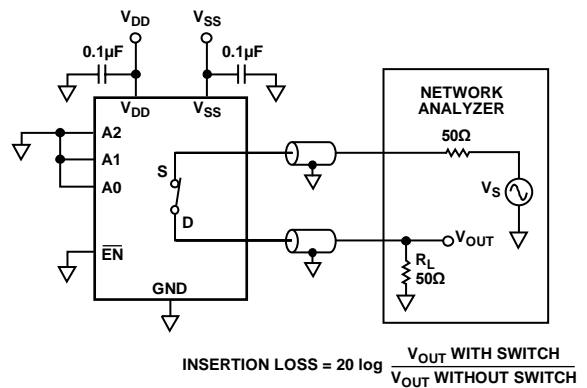 VDD
VSS
0.1µF
0.1µF
VDD
VSS
NETWORK
ANALYZER
A2
A1
A0
50Ω
S
VS
D
VOUT
EN
RL
50Ω
GND
INSERTION LOSS = 20 log VOUT WITH SWITCH
VOUT WITHOUT SWITCH